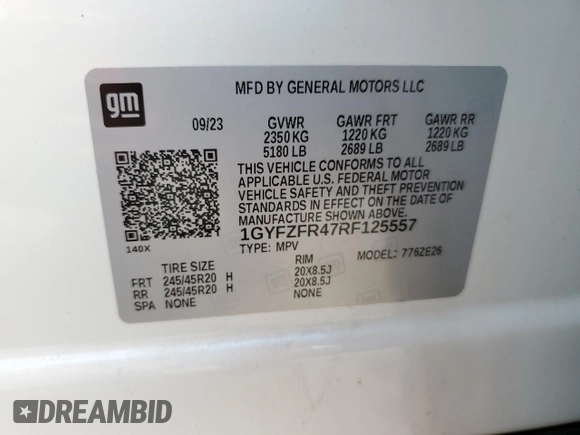 gm
MFD BY GENERAL MOTORS LLC
09/23 GVWR GAWR FRT GAWR RR
2350 KG 1220 KG 1220 KG
5180 LB 2689 LB 2689 LB
THIS VEHICLE CONFORMS TO ALL
APPLICABLE U.S. FEDERAL MOTOR
VEHICLE SAFETY AND THEFT PREVENTION
STANDARDS IN EFFECT ON THE DATE OF
MANUFACTURE SHOWN ABOVE.
1GYFZFR47RF125557
140X TYPE: MPV MODEL: 776ZE26
TIRE SIZE RIM
FRT 245/45R20 H 20X8.5J
RR 245/45R20 H 20X8.5J
SPA NONE NONE
DREAMBID